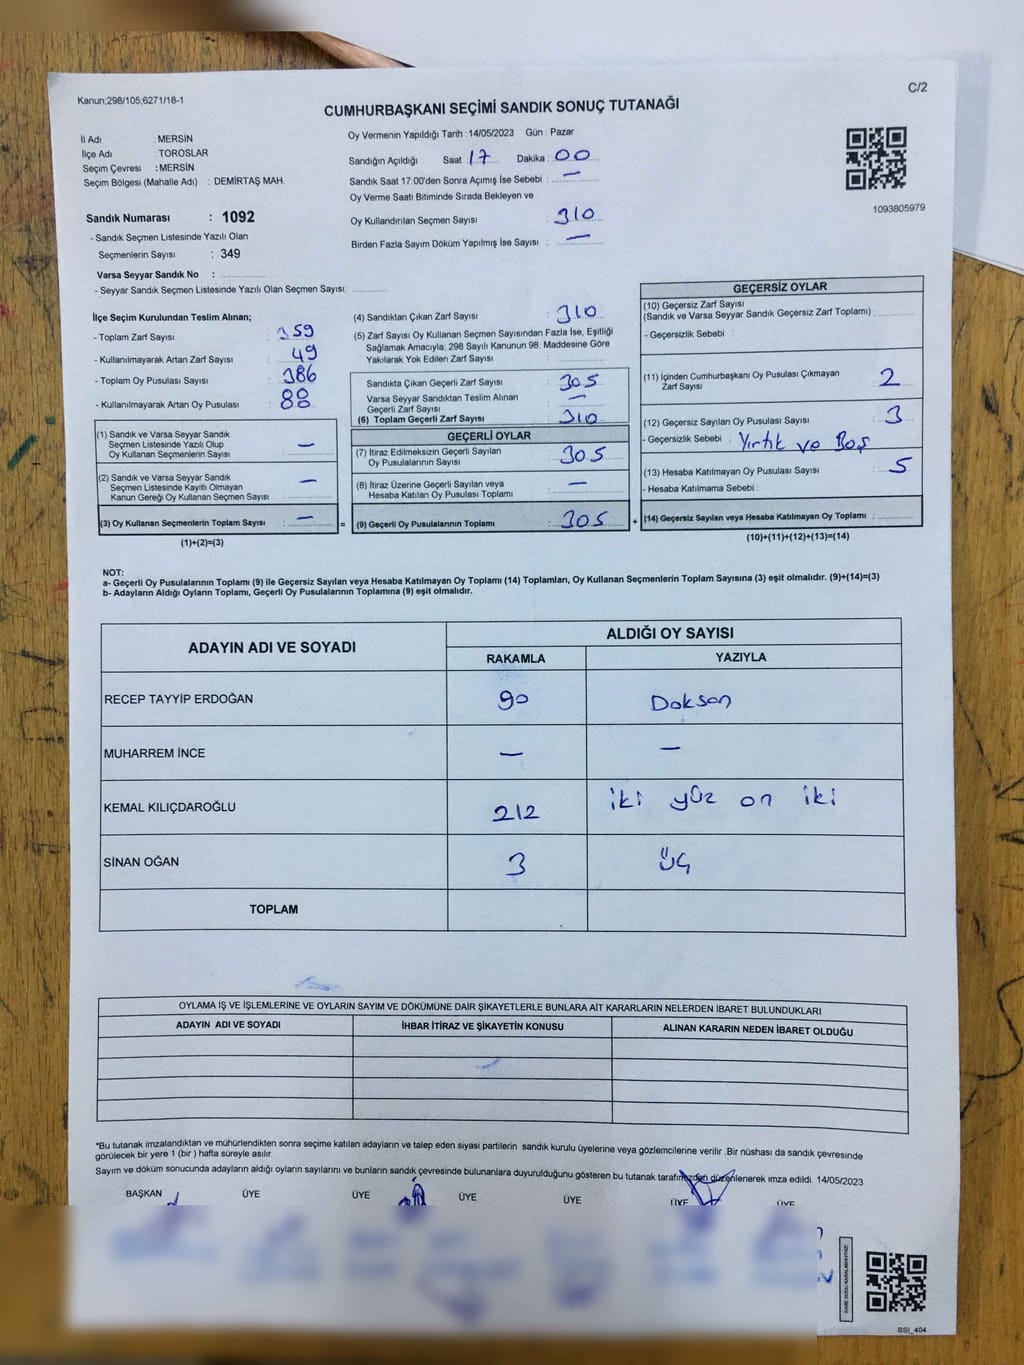 Kanun;298/105;6271/18-1
C/2
CUMHURBAŞKANI SEÇİMİ SANDIK SONUÇ TUTANAĞI
İl Adı : MERSİN
İlçe Adı : TOROSLAR
Seçim Çevresi : MERSİN
Seçim Bölgesi (Mahalle Adı) : DEMİRTAŞ MAH.
Sandık Numarası : 1092
- Sandık Seçmen Listesinde Yazılı Olan
Seçmenlerin Sayısı : 349
Varsa Seyyar Sandık No :
- Seyyar Sandık Seçmen Listesinde Yazılı Olan Seçmen Sayısı:
Oy Vermenin Yapıldığı Tarih : 14/05/2023 Gün : Pazar
Sandığın Açıldığı Saat 17 Dakika : 00
Sandık Saat 17.00'den Sonra Açımış İse Sebebi : —
Oy Verme Saati Bitiminde Sırada Bekleyen ve
Oy Kullandırılan Seçmen Sayısı : 310
Birden Fazla Sayım Döküm Yapılmış İse Sayısı : —
1093805979
İlçe Seçim Kurulundan Teslim Alınan;
- Toplam Zarf Sayısı : 359
- Kullanılmayarak Artan Zarf Sayısı : 49
- Toplam Oy Pusulası Sayısı : 386
- Kullanılmayarak Artan Oy Pusulası : 88
(1) Sandık ve Varsa Seyyar Sandık
Seçmen Listesinde Yazılı Olup
Oy Kullanan Seçmenlerin Sayısı : —
(2) Sandık ve Varsa Seyyar Sandık
Seçmen Listesinde Kayıtlı Olmayan
Kanun Gereği Oy Kullanan Seçmen Sayısı : —
(3) Oy Kullanan Seçmenlerin Toplam Sayısı : —
(1)+(2)=(3)
=
(4) Sandıktan Çıkan Zarf Sayısı : 310
(5) Zarf Sayısı Oy Kullanan Seçmen Sayısından Fazla İse, Eşitliği
Sağlamak Amacıyla; 298 Sayılı Kanunun 98. Maddesine Göre
Yakılarak Yok Edilen Zarf Sayısı :
Sandıkta Çıkan Geçerli Zarf Sayısı : 305
Varsa Seyyar Sandıktan Teslim Alınan
Geçerli Zarf Sayısı : —
(6) Toplam Geçerli Zarf Sayısı : 310
GEÇERLİ OYLAR
(7) İtiraz Edilmeksizin Geçerli Sayılan
Oy Pusulalarının Sayısı : 305
(8) İtiraz Üzerine Geçerli Sayılan veya
Hesaba Katılan Oy Pusulası Toplamı : —
(9) Geçerli Oy Pusulalarının Toplamı : 305
+
GEÇERSİZ OYLAR
(10) Geçersiz Zarf Sayısı
(Sandık ve Varsa Seyyar Sandık Geçersiz Zarf Toplamı) :
- Geçersizlik Sebebi :
(11) İçinden Cumhurbaşkanı Oy Pusulası Çıkmayan
Zarf Sayısı : 2
(12) Geçersiz Sayılan Oy Pusulası Sayısı : 3
- Geçersizlik Sebebi : Yırtık ve Boş
(13) Hesaba Katılmayan Oy Pusulası Sayısı : 5
- Hesaba Katılmama Sebebi :
(14) Geçersiz Sayılan veya Hesaba Katılmayan Oy Toplamı :
(10)+(11)+(12)+(13)=(14)
NOT:
a- Geçerli Oy Pusulalarının Toplamı (9) ile Geçersiz Sayılan veya Hesaba Katılmayan Oy Toplamı (14) Toplamları, Oy Kullanan Seçmenlerin Toplam Sayısına (3) eşit olmalıdır. (9)+(14)=(3)
b- Adayların Aldığı Oyların Toplamı, Geçerli Oy Pusulalarının Toplamına (9) eşit olmalıdır.
ADAYIN ADI VE SOYADI
ALDIĞI OY SAYISI
RAKAMLA YAZIYLA
RECEP TAYYİP ERDOĞAN 90 Doksan
MUHARREM İNCE — —
KEMAL KILIÇDAROĞLU 212 iki yüz on iki
SİNAN OĞAN 3 üç
TOPLAM
OYLAMA İŞ VE İŞLEMLERİNE VE OYLARIN SAYIM VE DÖKÜMÜNE DAİR ŞİKAYETLERLE BUNLARA AİT KARARLARIN NELERDEN İBARET BULUNDUKLARI
ADAYIN ADI VE SOYADI İHBAR İTİRAZ VE ŞİKAYETİN KONUSU ALINAN KARARIN NEDEN İBARET OLDUĞU
*Bu tutanak imzalandıktan ve mühürlendikten sonra seçime katılan adayların ve talep eden siyasi partilerin sandık kurulu üyelerine veya gözlemcilerine verilir .Bir nüshası da sandık çevresinde
görülecek bir yere 1 (bir ) hafta süreyle asılır.
Sayım ve döküm sonucunda adayların aldığı oyların sayılarını ve bunların sandık çevresinde bulunanlara duyurulduğunu gösteren bu tutanak tarafımızdan düzenlenerek imza edildi. 14/05/2023
BAŞKAN ÜYE ÜYE ÜYE ÜYE ÜYE ÜYE
SSİ_404